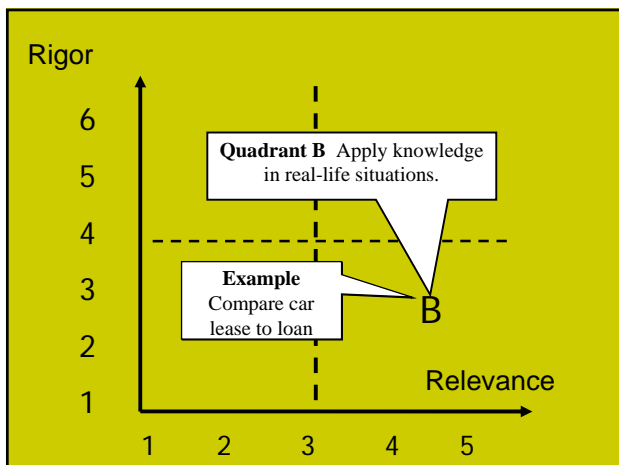 Rigor
6
Quadrant B  Apply knowledge
in real-life situations.
5
4
Example
Compare car
lease to loan
3
B
2
Relevance
1
1 2 3 4 5